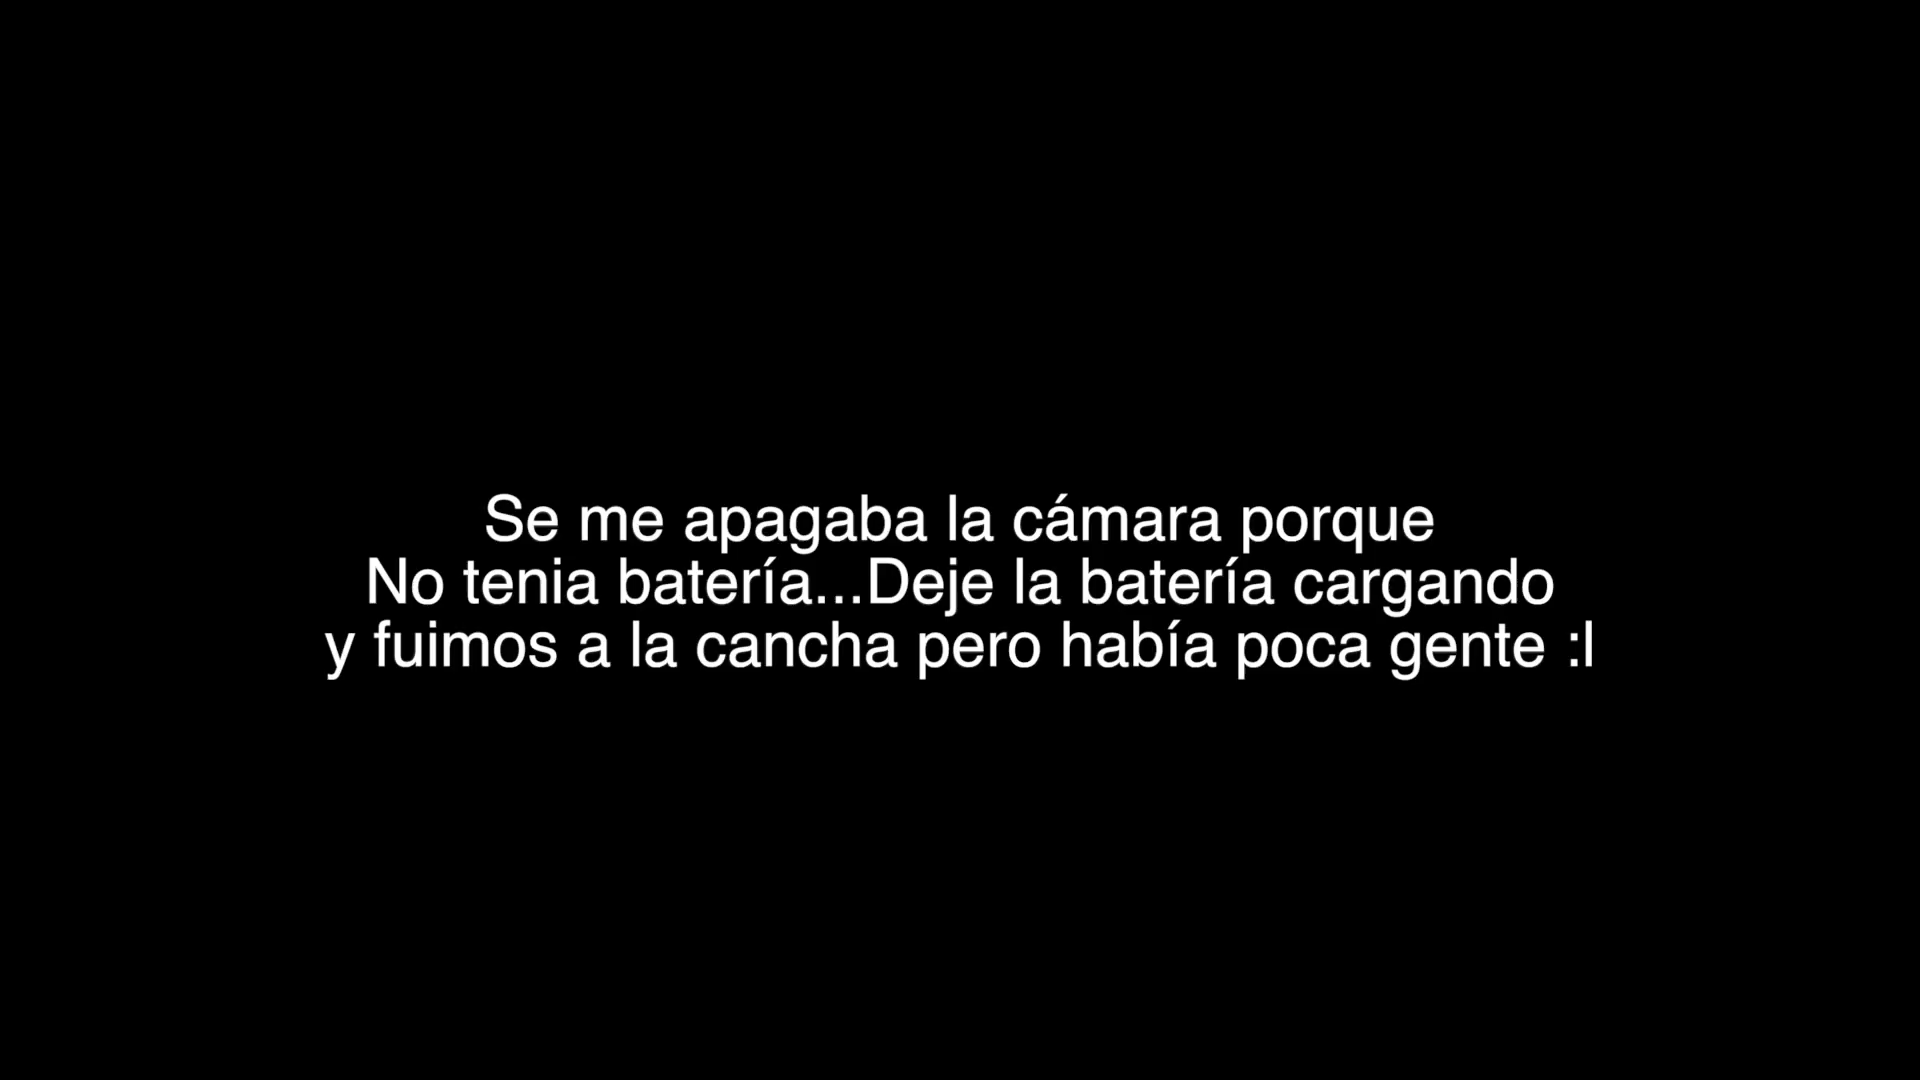 Se me apagaba la cámara porque
No tenia batería...Deje la batería cargando
y fuimos a la cancha pero había poca gente :l